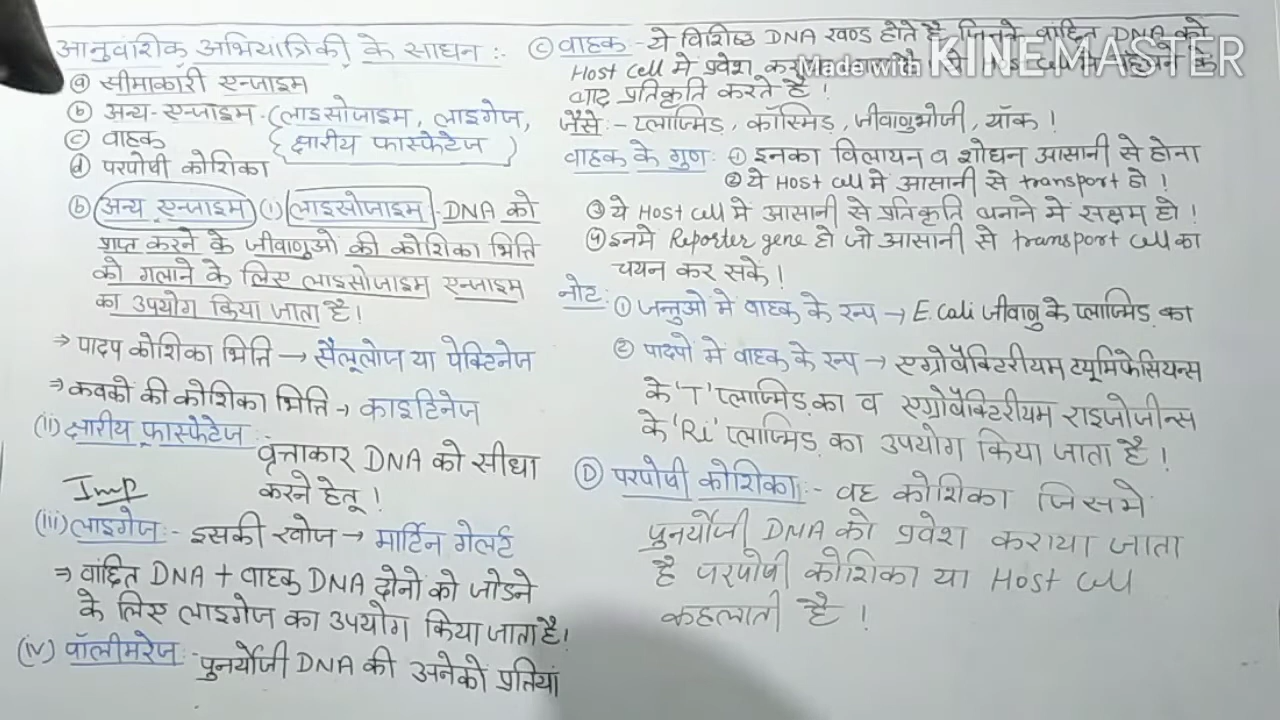 आनुवांशिक अभियांत्रिकी के साधन :-
ⓐ सीमाकारी एन्जाइम
ⓑ अन्य-एन्जाइम-(लाइसोजाइम, लाइगेज,
ⓒ वाहक { क्षारीय फास्फेटेज )
ⓓ परपोषी कोशिका
ⓑ अन्य एन्जाइम (i) लाइसोजाइम - DNA को
प्राप्त करने के जीवाणुओं की कोशिका भित्ति
को गलाने के लिए लाइसोजाइम एन्जाइम
का उपयोग किया जाता है!
⇒ पादप कोशिका भित्ति → सैलूलोज या पेक्टिनेज
⇒ कवकों की कोशिका भित्ति → काइटिनेज
(ii) क्षारीय फ़ास्फेटेज :-
वृत्ताकार DNA को सीधा
Imp करने हेतू !
(iii) लाइगेज :- इसकी खोज → मार्टिन गेलर्ट
⇒ वांछित DNA + वाहक DNA दोनो को जोडने
के लिए लाइगेज का उपयोग किया जाता है!
(iv) पॉलीमरेज :- पुनर्योजी DNA की अनेको प्रतियां
ⓒ वाहक :- ये विशिष्ट DNA खण्ड होते है जिनके वांछित DNA को
Host cell मे प्रवेश
Made with KINEMASTER
बाद प्रतिकृति करते है !
जैसे :- प्लाज्मिड, कॉस्मिड, जीवाणुभोजी, यॉक !
वाहक के गुण :- ① इनका विलायन व शोधन आसानी से होना
② ये Host cell मे आसानी से transport हो !
③ ये Host cell मे आसानी से प्रतिकृति बनाने मे सक्षम हो !
④ इनमे Reporter gene हो जो आसानी से transport cell का
चयन कर सके !
नोट :- ① जन्तुओ मे वाहक के रूप → E.Cali जीवाणु के प्लाज्मिड का
② पादपो मे वाहक के रूप → एग्रोबैक्टिरीयम ट्यूमिफेसियन्स
के 'T' प्लाज्मिड का व एग्रोबैक्टिरीयम राइजोजीन्स
के 'Ri' प्लाज्मिड का उपयोग किया जाता है !
Ⓓ परपोषी कोशिका :- वह कोशिका जिसमे
पुनर्योजी DNA को प्रवेश कराया जाता
है परपोषी कोशिका या Host cell
कहलाती है !